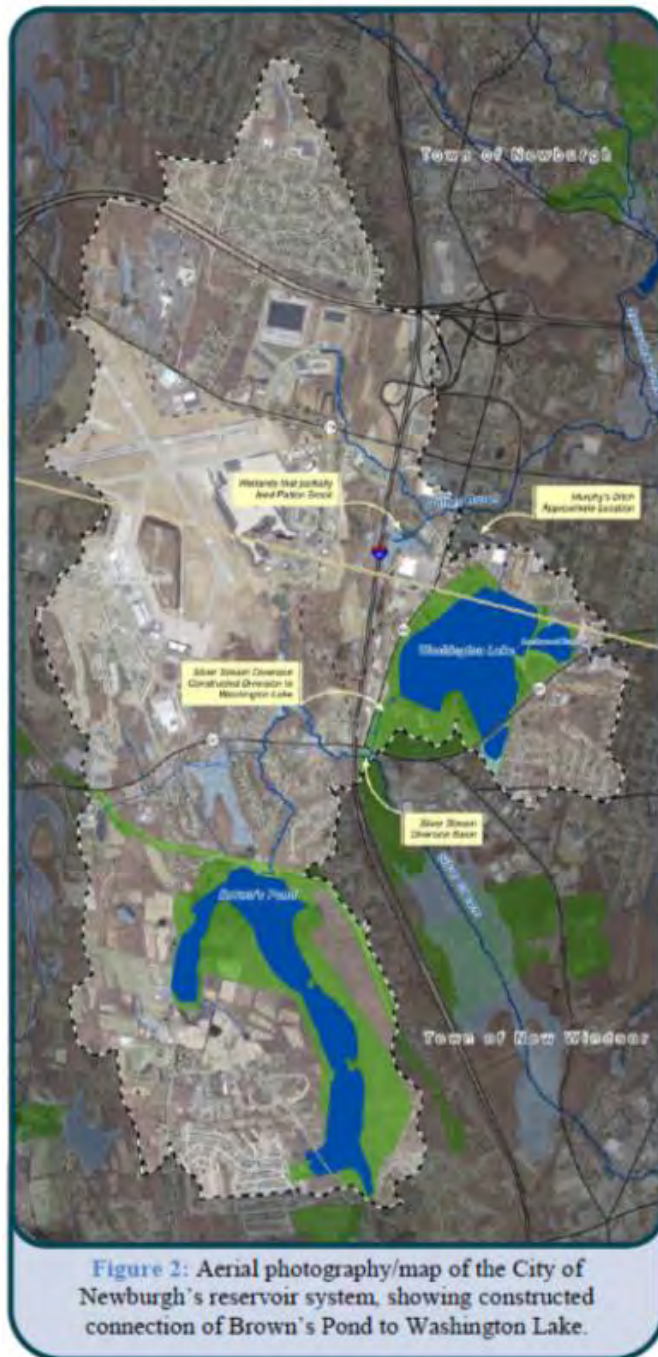 Town of Newburgh
Wetlands that partially
feed Patton Brook
Murphy's Ditch
Approximate Location
Washington Lake
Silver Stream Diversion
Constructed Diversion to
Washington Lake
Silver Stream
Diversion Basin
Brown's Pond
Town of New Windsor
Figure 2: Aerial photography/map of the City of
Newburgh's reservoir system, showing constructed
connection of Brown's Pond to Washington Lake.